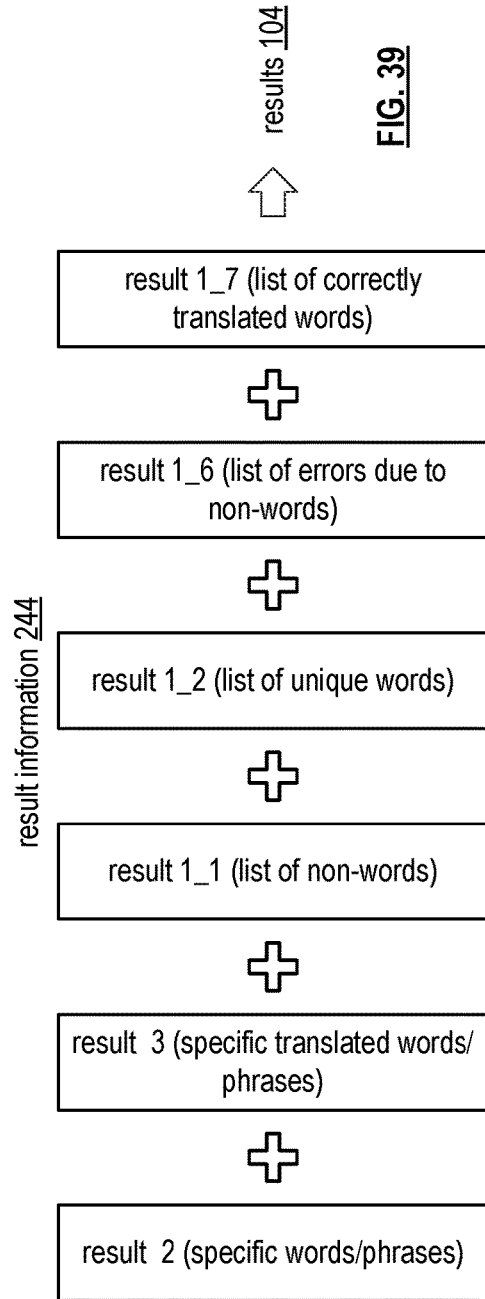 result information 244
result 2 (specific words/phrases)
result 3 (specific translated words/
phrases)
result 1_1 (list of non-words)
result 1_2 (list of unique words)
result 1_6 (list of errors due to
non-words)
result 1_7 (list of correctly
translated words)
results 104
FIG. 39